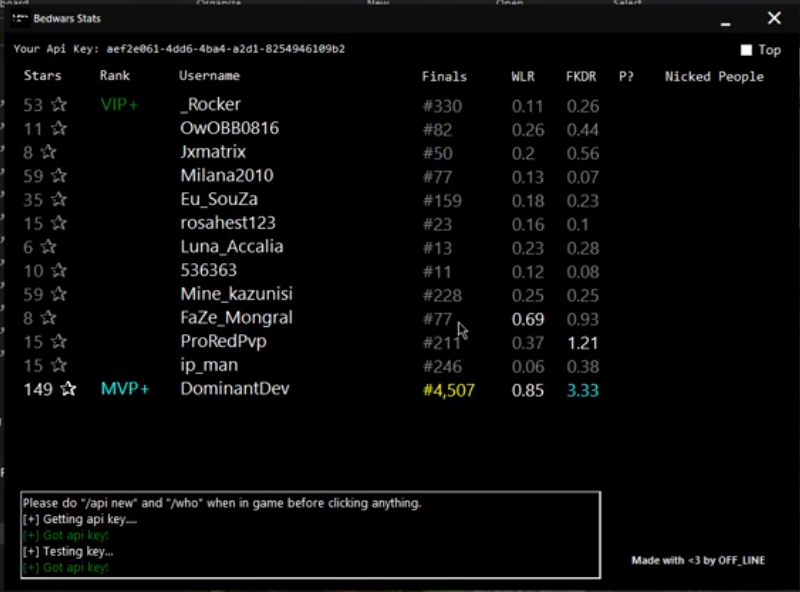 Organize New Open Select
Bedwars Stats
Your Api Key: aef2e061-4dd6-4ba4-a2d1-8254946109b2
Top
Stars Rank Username Finals WLR FKDR P? Nicked People
53 ☆ VIP+ _Rocker #330 0.11 0.26
11 ☆ OwOBB0816 #82 0.26 0.44
8 ☆ Jxmatrix #50 0.2 0.56
59 ☆ Milana2010 #77 0.13 0.07
35 ☆ Eu_SouZa #159 0.18 0.23
15 ☆ rosahest123 #23 0.16 0.1
6 ☆ Luna_Accalia #13 0.23 0.28
10 ☆ 536363 #11 0.12 0.08
59 ☆ Mine_kazunisi #228 0.25 0.25
8 ☆ FaZe_Mongral #77 0.69 0.93
15 ☆ ProRedPvp #211 0.37 1.21
15 ☆ ip_man #246 0.06 0.38
149 ☆ MVP+ DominantDev #4,507 0.85 3.33
Please do "/api new" and "/who" when in game before clicking anything.
[+] Getting api key....
[+] Got api key!
[+] Testing key...
[+] Got api key!
Made with <3 by OFF_LINE